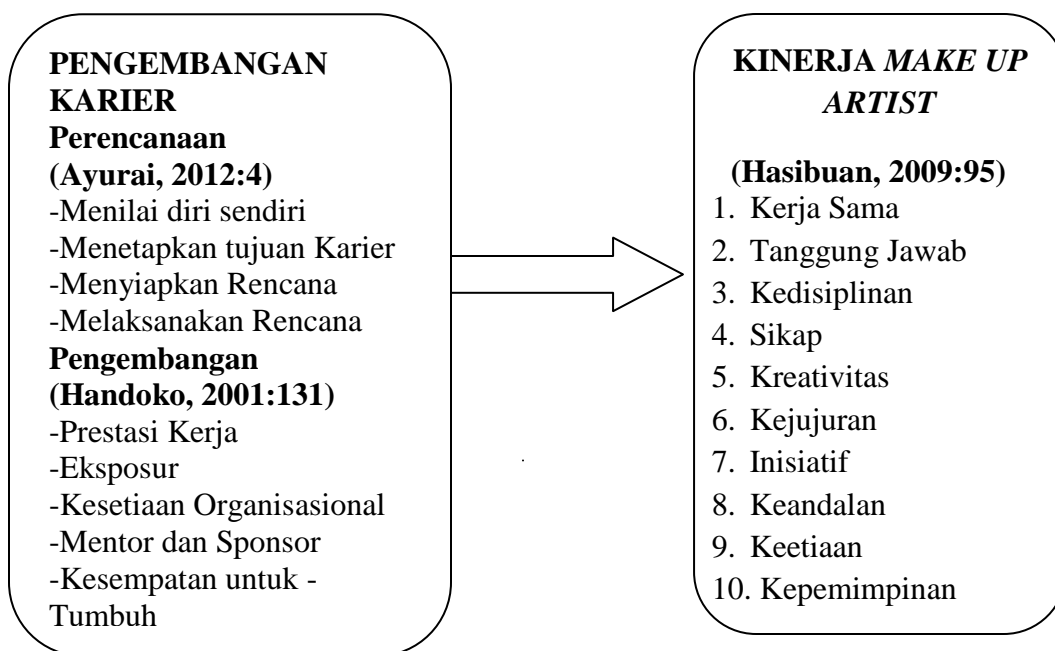 PENGEMBANGAN
KARIER
Perencanaan
(Ayurai, 2012:4)
-Menilai diri sendiri
-Menetapkan tujuan Karier
-Menyiapkan Rencana
-Melaksanakan Rencana
Pengembangan
(Handoko, 2001:131)
-Prestasi Kerja
-Eksposur
-Kesetiaan Organisasional
-Mentor dan Sponsor
-Kesempatan untuk -
Tumbuh
KINERJA MAKE UP
ARTIST
(Hasibuan, 2009:95)
1. Kerja Sama
2. Tanggung Jawab
3. Kedisiplinan
4. Sikap
5. Kreativitas
6. Kejujuran
7. Inisiatif
8. Keandalan
9. Keetiaan
10. Kepemimpinan